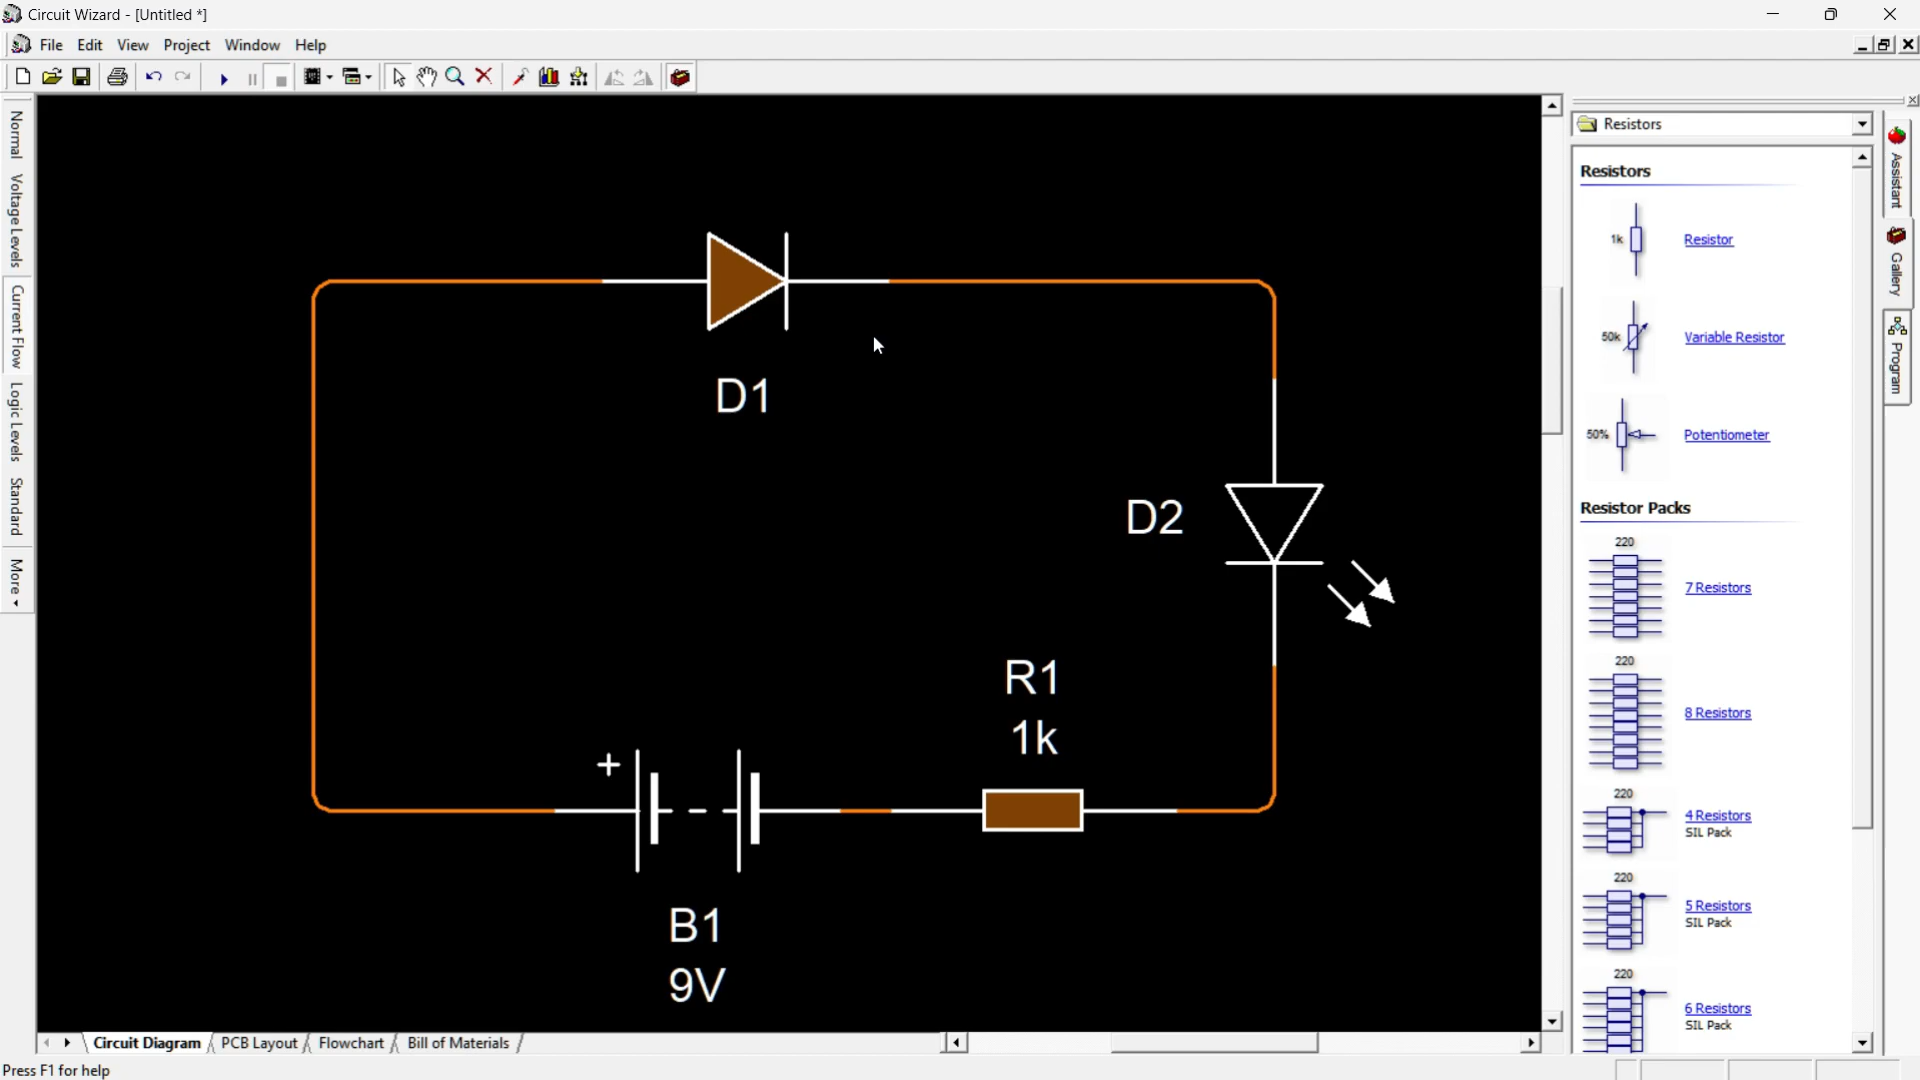 Circuit Wizard - [Untitled *]
File Edit View Project Window Help
Normal
Voltage Levels
Current Flow
Logic Levels
Standard
More
D1
D2
R1
1k
+
B1
9V
Resistors
Resistors
1k Resistor
50k Variable Resistor
50% Potentiometer
Resistor Packs
220
7 Resistors
220
8 Resistors
220
4 Resistors
SIL Pack
220
5 Resistors
SIL Pack
220
6 Resistors
SIL Pack
Assistant
Gallery
Program
Circuit Diagram PCB Layout Flowchart Bill of Materials
Press F1 for help